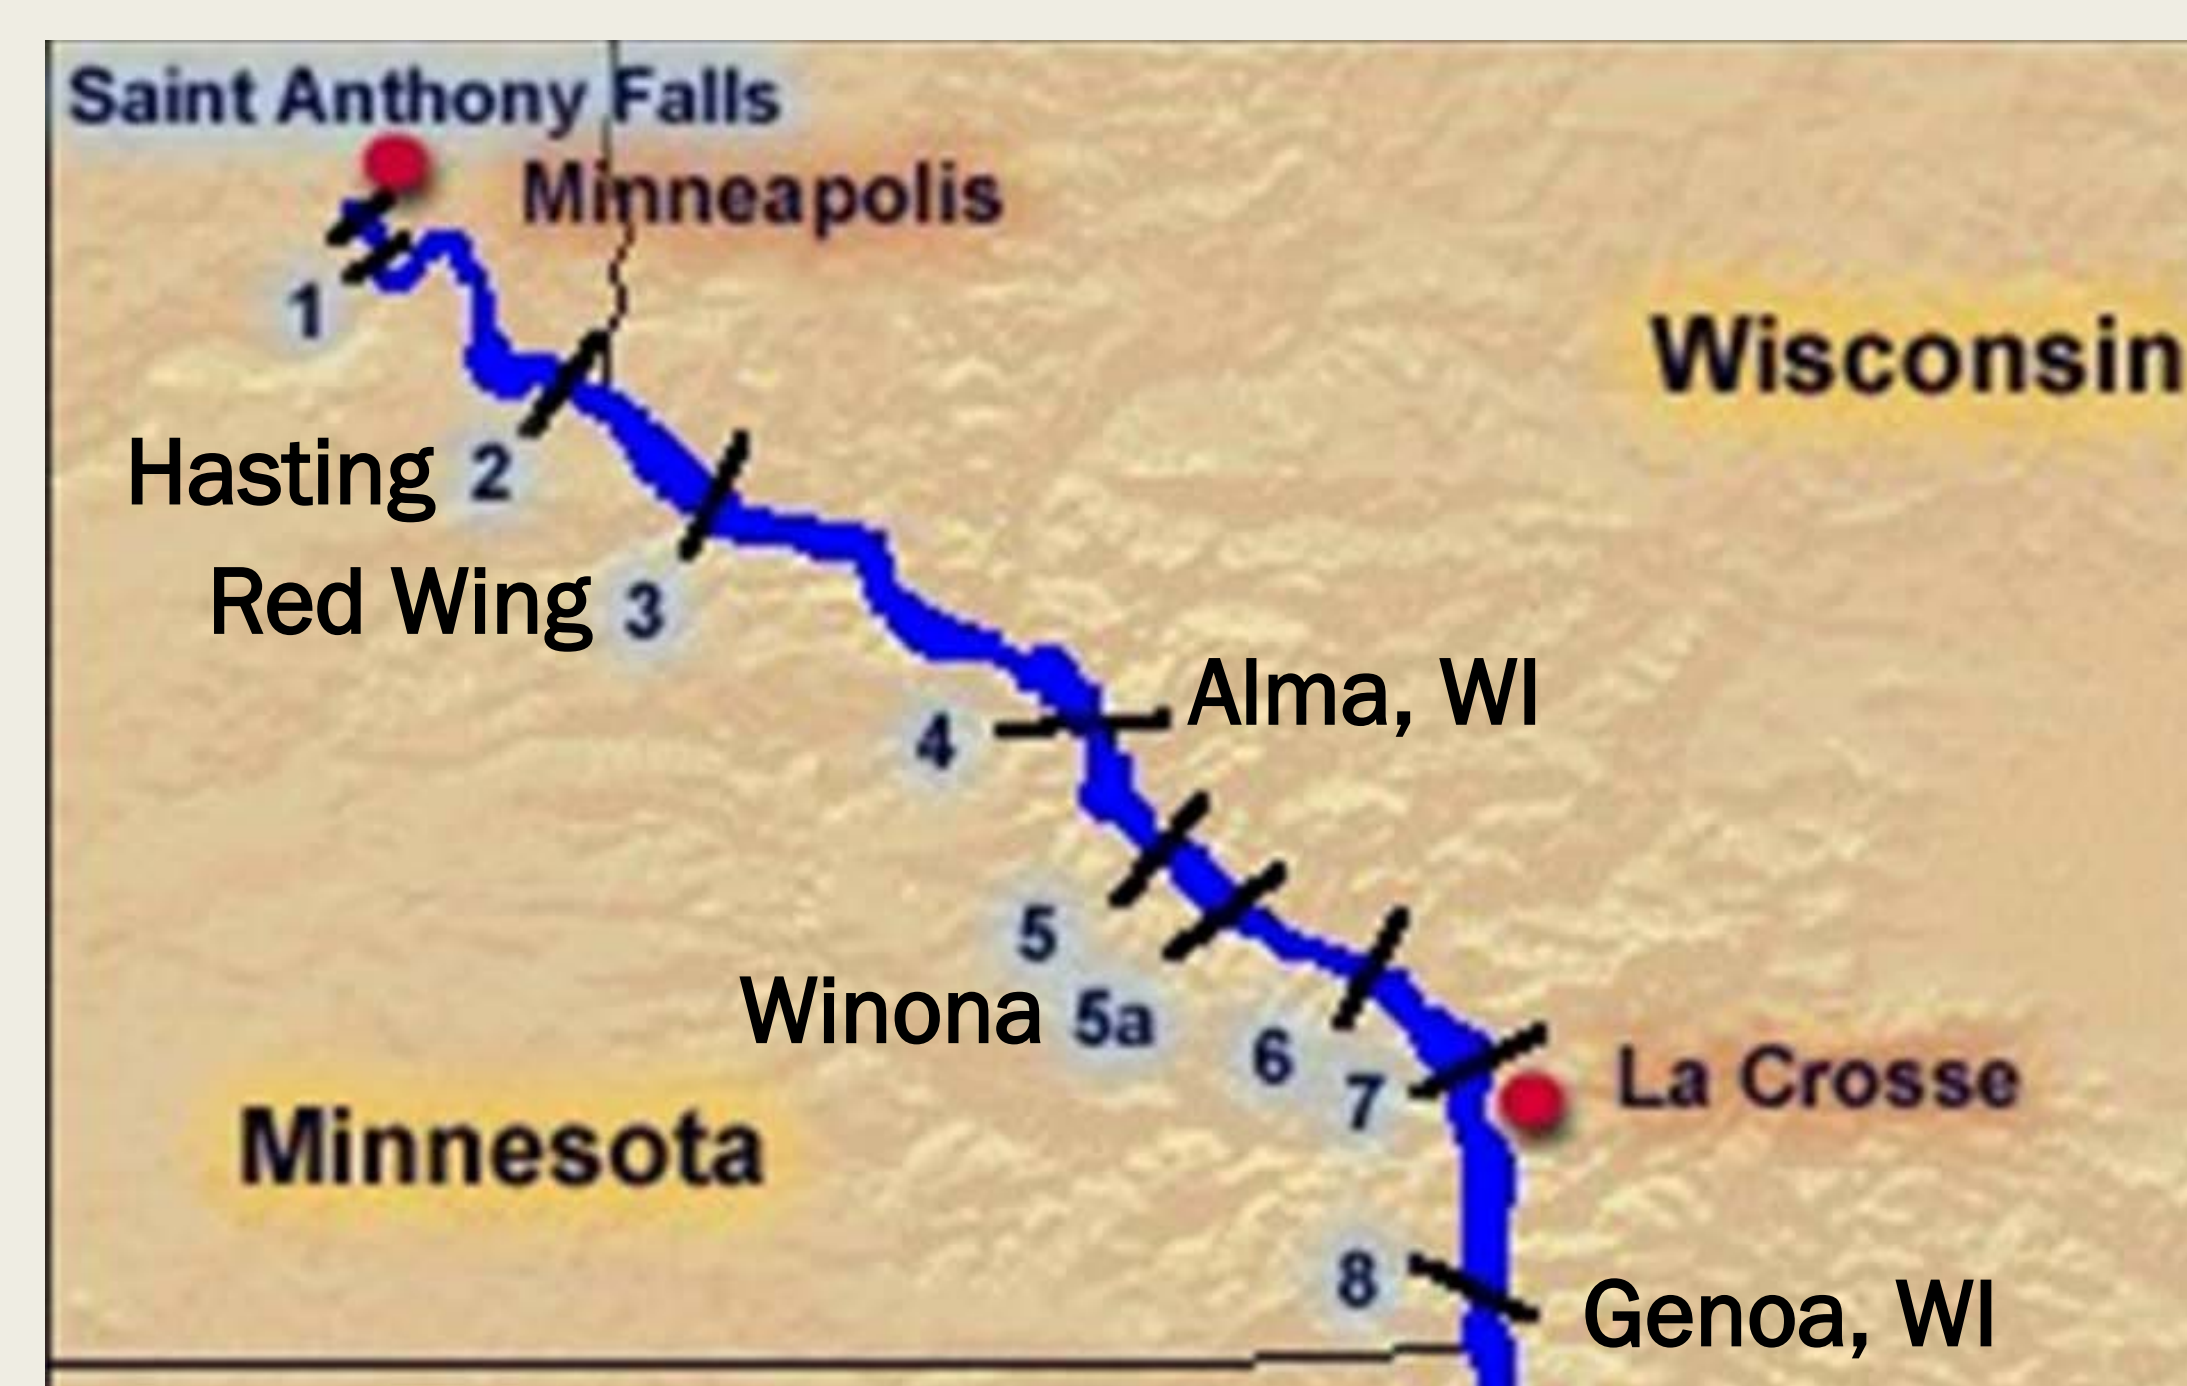 Saint Anthony Falls
Minneapolis
1
Wisconsin
Hasting 2
Red Wing 3
Alma, WI
4
5
Winona 5a
6
7
La Crosse
Minnesota
8
Genoa, WI